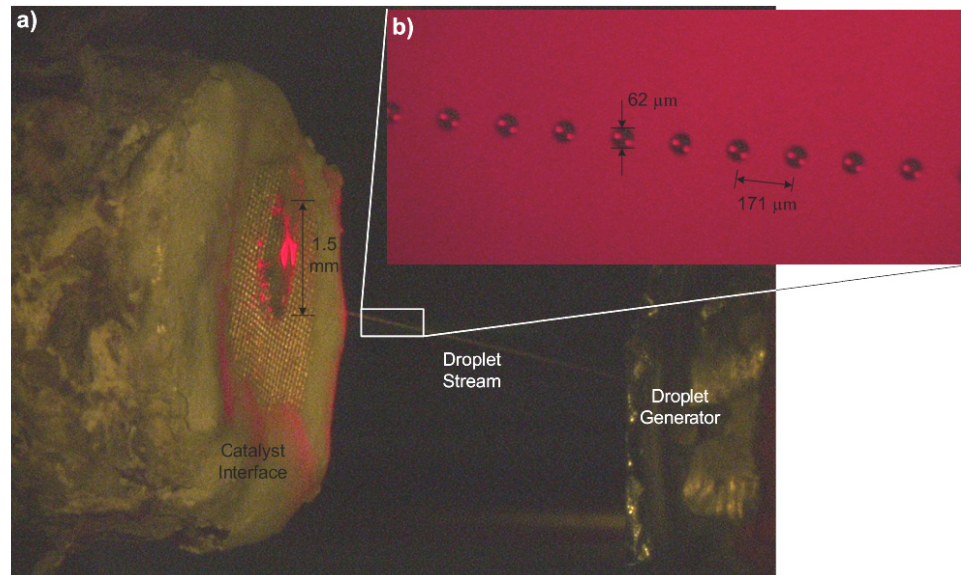 a)
b)
62 μm
171 μm
1.5
mm
Droplet
Stream
Droplet
Generator
Catalyst
Interface